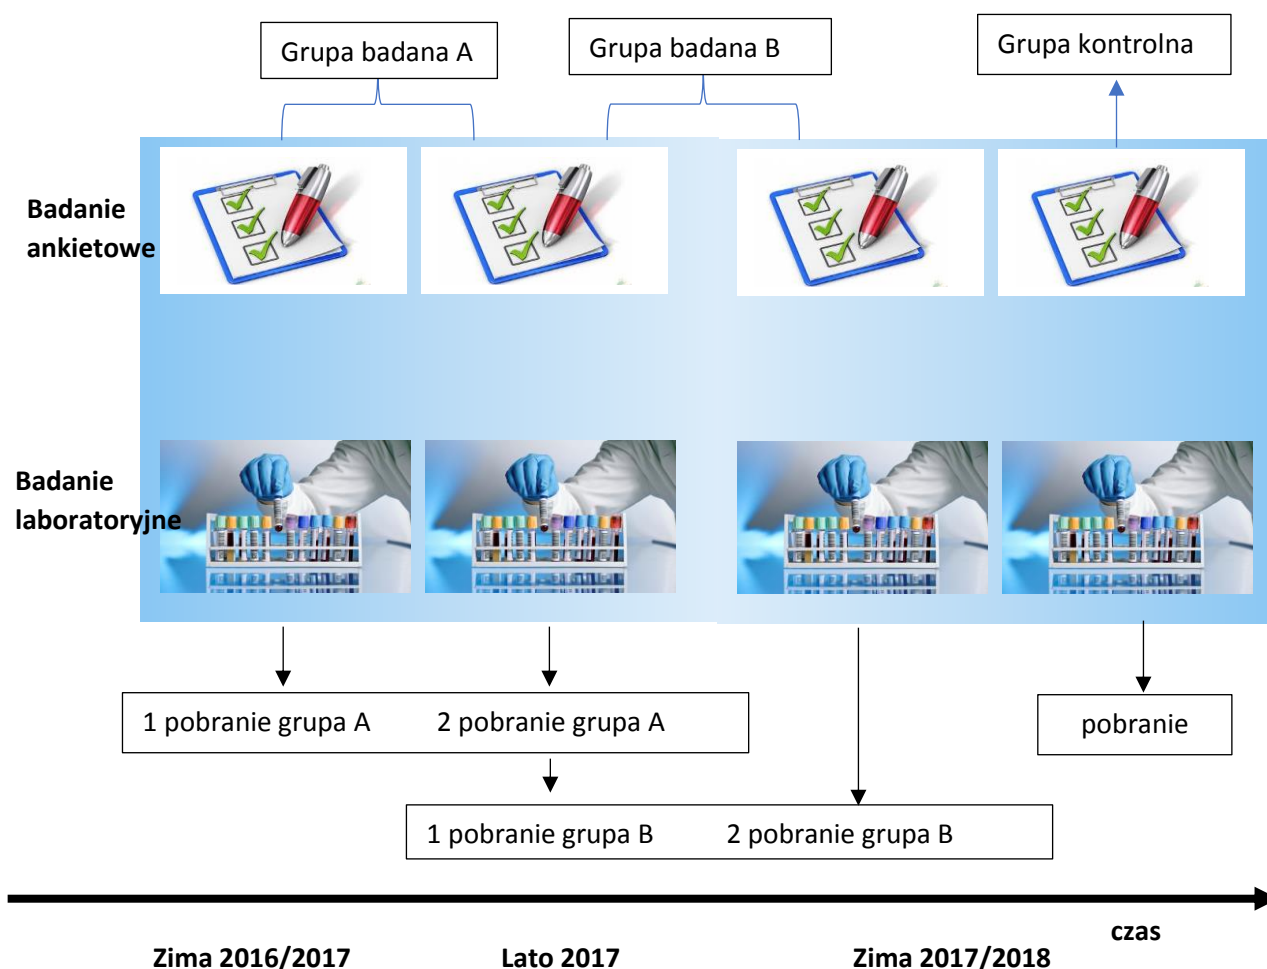 Grupa badana A
Grupa badana B
Grupa kontrolna
Badanie
ankietowe
Badanie
laboratoryjne
1 pobranie grupa A
2 pobranie grupa A
pobranie
1 pobranie grupa B
2 pobranie grupa B
czas
Zima 2016/2017
Lato 2017
Zima 2017/2018